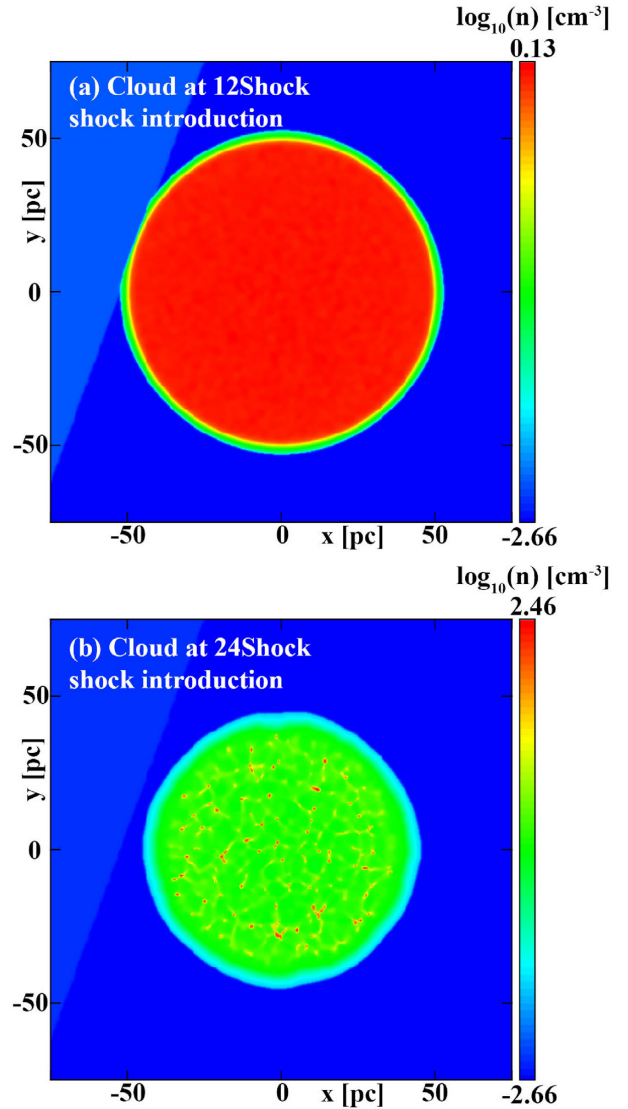 log₁₀(n) [cm⁻³]
0.13
(a) Cloud at 12Shock
shock introduction
50
y [pc]
0
-50
-50 0 x [pc] 50 -2.66
log₁₀(n) [cm⁻³]
2.46
(b) Cloud at 24Shock
shock introduction
50
y [pc]
0
-50
-50 0 x [pc] 50 -2.66